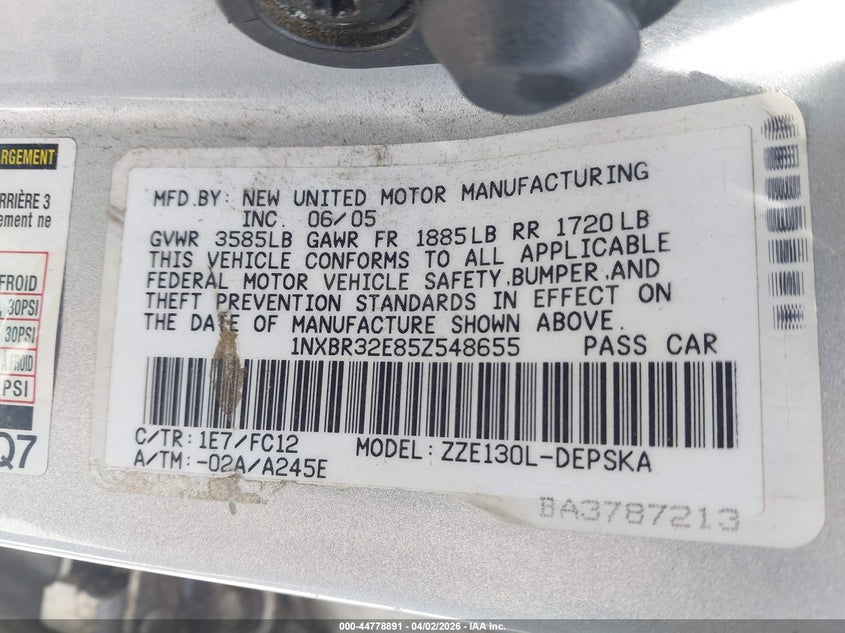 ARGEMENT
RRIÈRE 3
ement ne
FROID
, 30PSI
30PSI
À FROID
PSI
Q7
MFD.BY: NEW UNITED MOTOR MANUFACTURING
INC. 06/05
GVWR 3585LB GAWR FR 1885LB RR 1720LB
THIS VEHICLE CONFORMS TO ALL APPLICABLE
FEDERAL MOTOR VEHICLE SAFETY,BUMPER,AND
THEFT PREVENTION STANDARDS IN EFFECT ON
THE DATE OF MANUFACTURE SHOWN ABOVE.
1NXBR32E85Z548655 PASS CAR
C/TR: 1E7/FC12 MODEL: ZZE130L-DEPSKA
A/TM:-02A/A245E
BA3787213
000-44778891 - 04/02/2026 - IAA Inc.